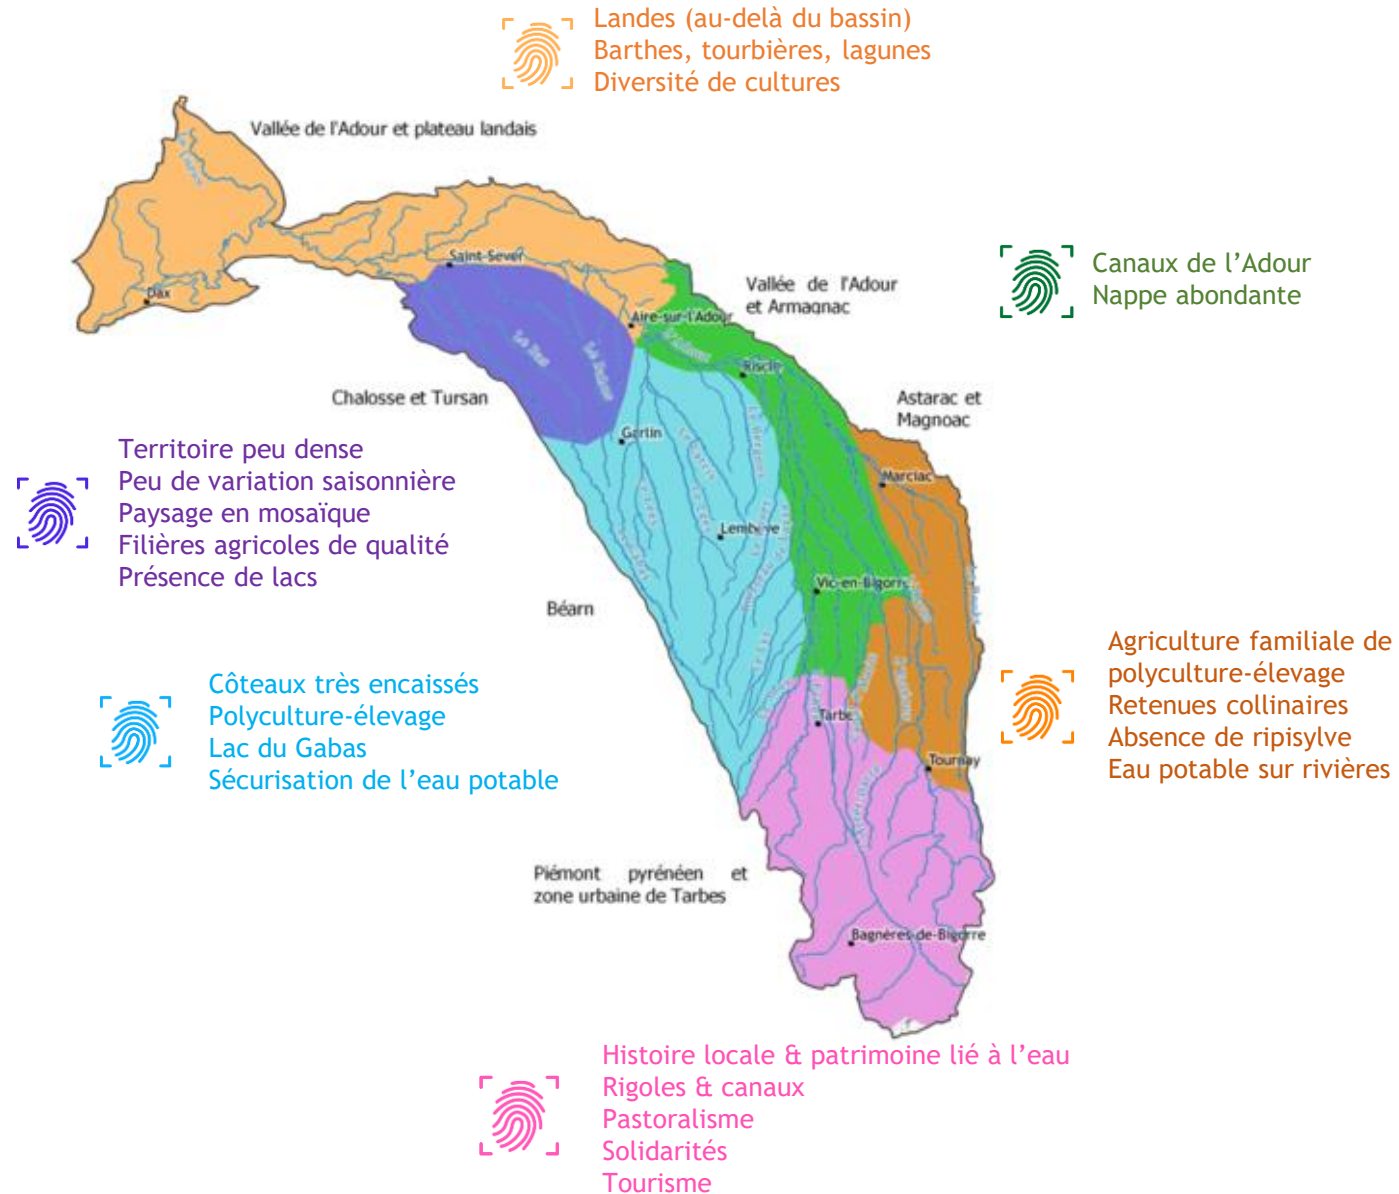 Landes (au-delà du bassin)
Barthes, tourbières, lagunes
Diversité de cultures
Vallée de l'Adour et plateau landais
Saint-Sever
Dax
Canaux de l'Adour
Nappe abondante
Vallée de l'Adour
et Armagnac
Aire-sur-l'Adour
Riscle
Chalosse et Tursan
Astarac et
Magnoac
Territoire peu dense
Peu de variation saisonnière
Paysage en mosaïque
Filières agricoles de qualité
Présence de lacs
Garlin
Marciac
Lembeye
Vic-en-Bigorre
Béarn
Côteaux très encaissés
Polyculture-élevage
Lac du Gabas
Sécurisation de l'eau potable
Agriculture familiale de
polyculture-élevage
Retenues collinaires
Absence de ripisylve
Eau potable sur rivières
Tarbe
Tournay
Piémont pyrénéen et
zone urbaine de Tarbes
Bagnères-de-Bigorre
Histoire locale & patrimoine lié à l'eau
Rigoles & canaux
Pastoralisme
Solidarités
Tourisme